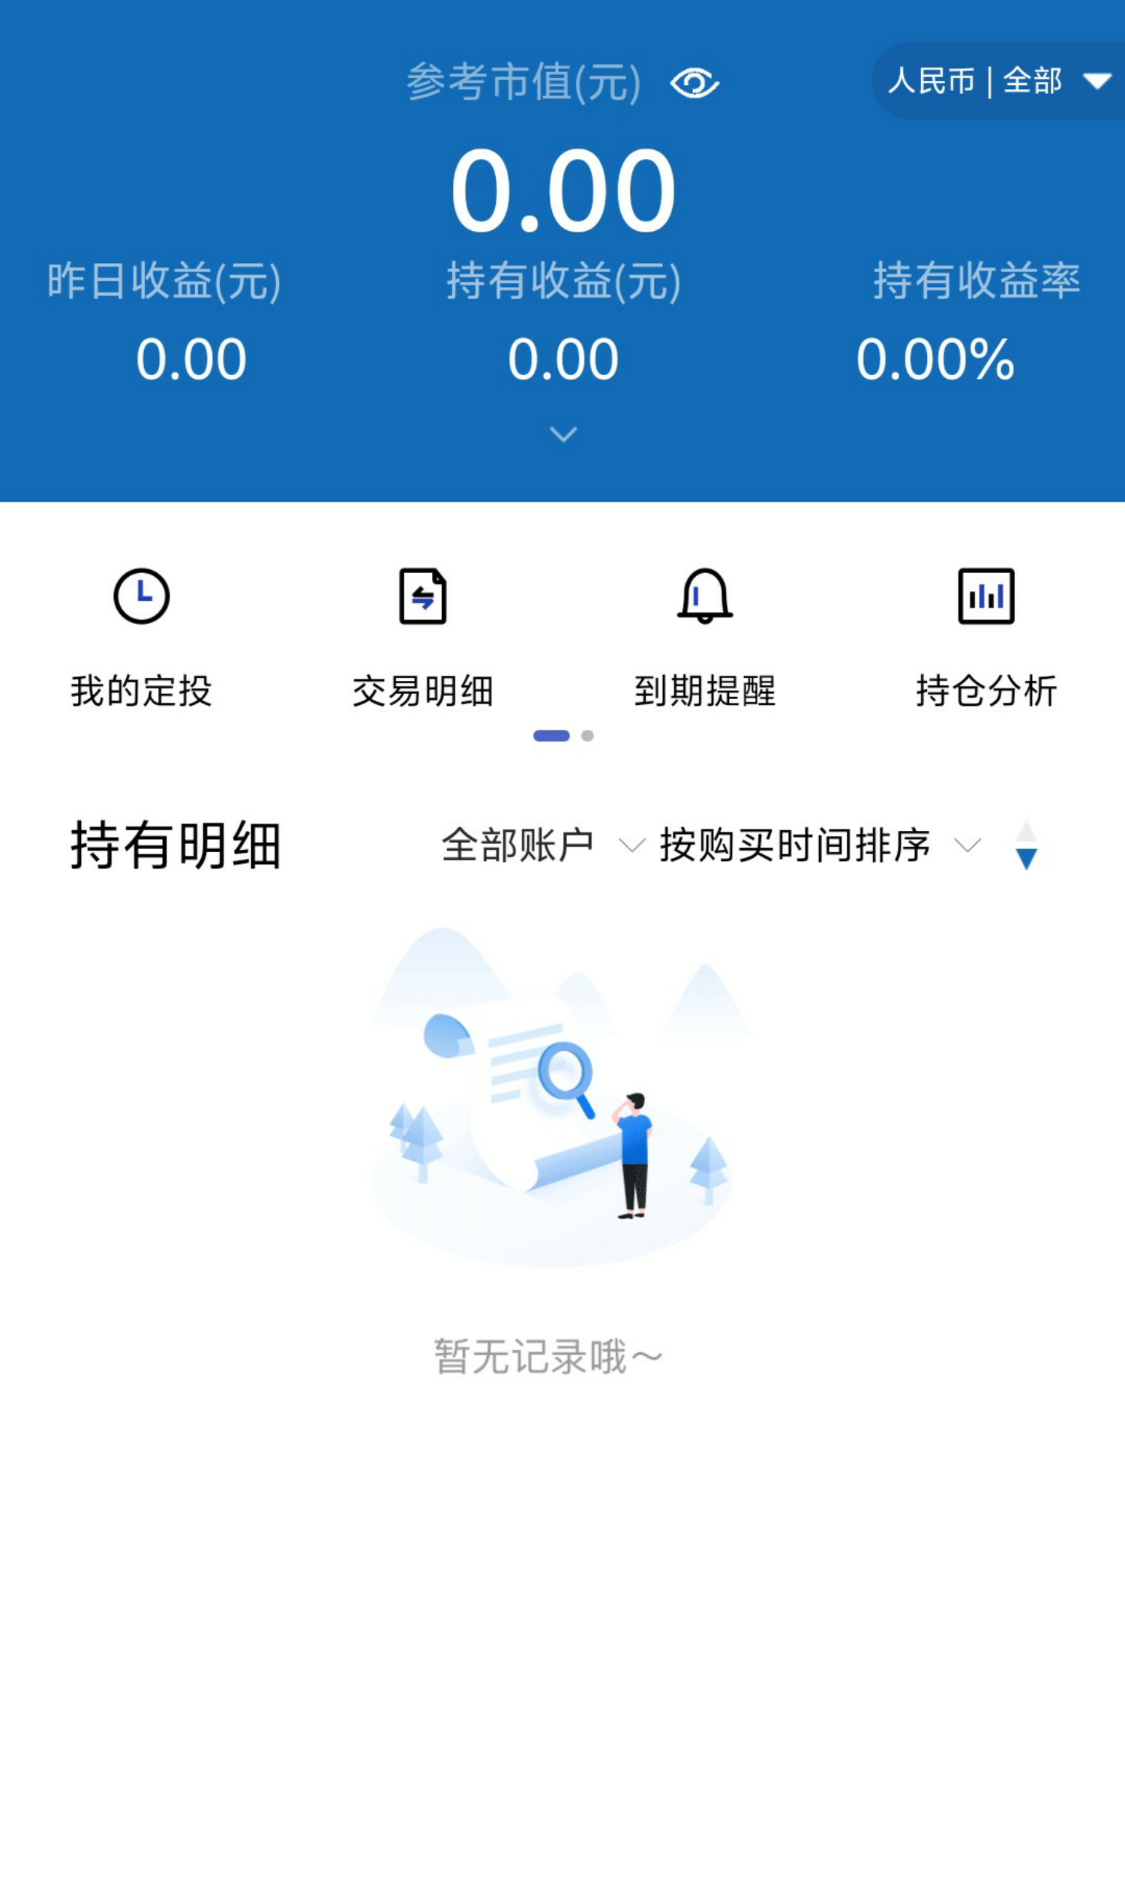 参考市值(元)
人民币 | 全部
0.00
昨日收益(元) 持有收益(元) 持有收益率
0.00 0.00 0.00%
我的定投 交易明细 到期提醒 持仓分析
持有明细 全部账户 按购买时间排序
暂无记录哦～